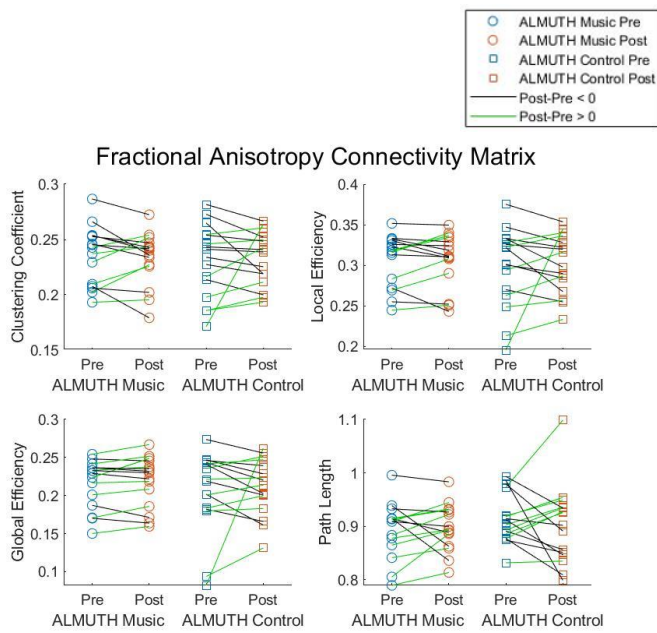 ALMUTH Music Pre
ALMUTH Music Post
ALMUTH Control Pre
ALMUTH Control Post
Post-Pre < 0
Post-Pre > 0
Fractional Anisotropy Connectivity Matrix
Clustering Coefficient
0.3
0.25
0.2
0.15
Pre Post Pre Post
ALMUTH Music ALMUTH Control
Local Efficiency
0.4
0.35
0.3
0.25
0.2
Pre Post Pre Post
ALMUTH Music ALMUTH Control
Global Efficiency
0.3
0.25
0.2
0.15
0.1
Pre Post Pre Post
ALMUTH Music ALMUTH Control
Path Length
1.1
1
0.9
0.8
Pre Post Pre Post
ALMUTH Music ALMUTH Control